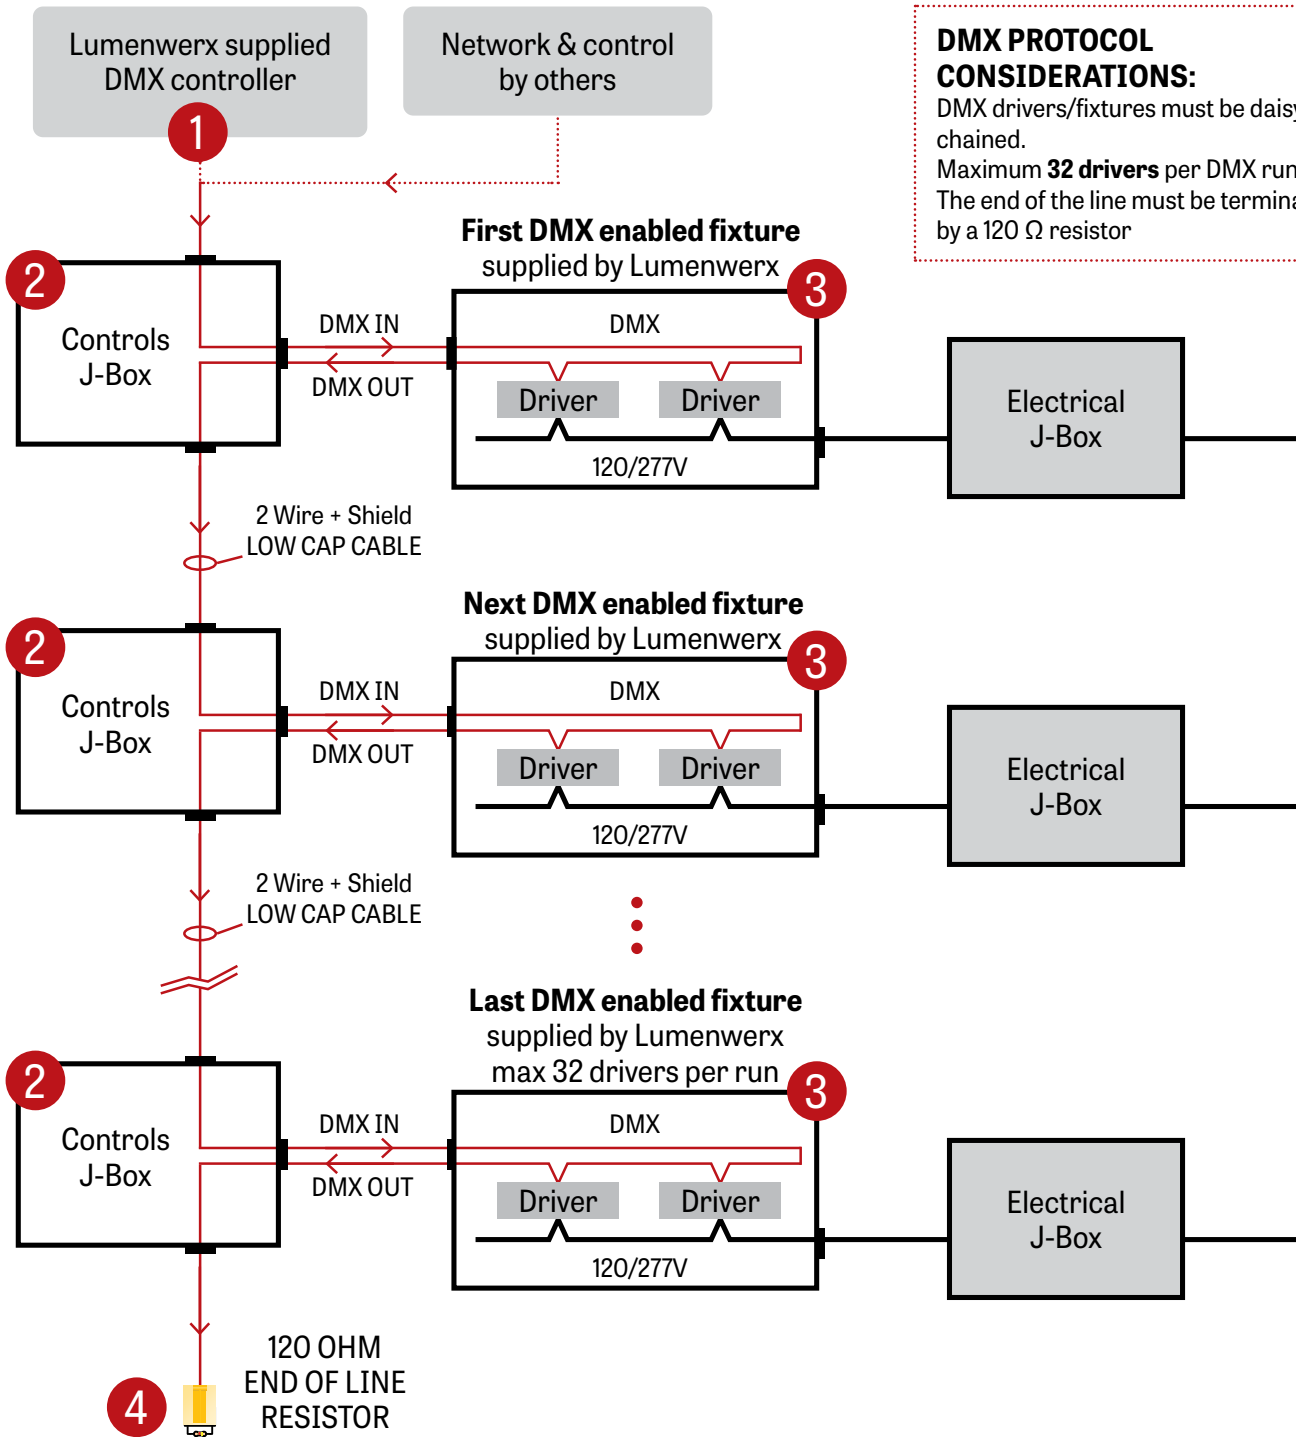 Lumenwerx supplied
DMX controller
1
Network & control
by others
DMX PROTOCOL
CONSIDERATIONS:
DMX drivers/fixtures must be daisy
chained.
Maximum 32 drivers per DMX run
The end of the line must be termina
by a 120 Ω resistor
First DMX enabled fixture
supplied by Lumenwerx
2
Controls
J-Box
DMX IN
DMX OUT
3
DMX
Driver
Driver
120/277V
Electrical
J-Box
2 Wire + Shield
LOW CAP CABLE
Next DMX enabled fixture
supplied by Lumenwerx
2
Controls
J-Box
DMX IN
DMX OUT
3
DMX
Driver
Driver
120/277V
Electrical
J-Box
2 Wire + Shield
LOW CAP CABLE
Last DMX enabled fixture
supplied by Lumenwerx
max 32 drivers per run
2
Controls
J-Box
DMX IN
DMX OUT
3
DMX
Driver
Driver
120/277V
Electrical
J-Box
4
120 OHM
END OF LINE
RESISTOR